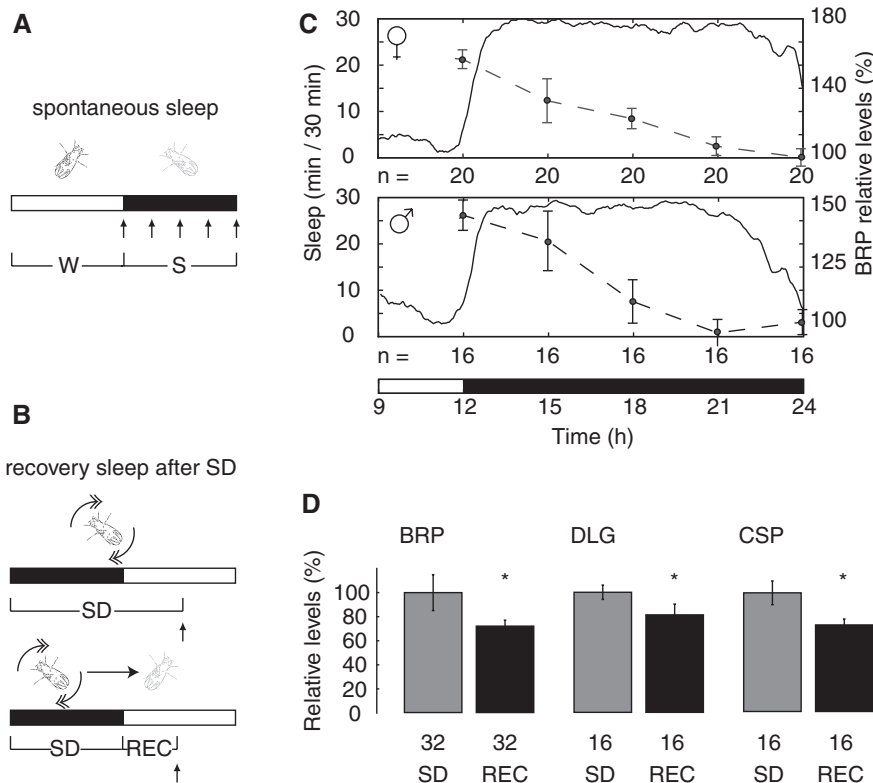 A
spontaneous sleep
W
S
B
recovery sleep after SD
SD
SD
REC
C
Sleep (min / 30 min)
BRP relative levels (%)
30
20
10
0
180
140
100
n =
20
20
20
20
20
30
20
10
0
150
125
100
n =
16
16
16
16
16
9
12
15
18
21
24
Time (h)
D
BRP
DLG
CSP
Relative levels (%)
100
80
60
40
20
0
*
*
*
32
32
16
16
16
16
SD
REC
SD
REC
SD
REC